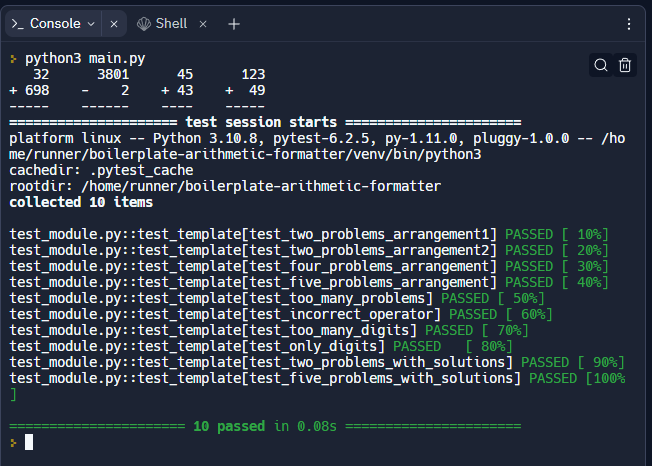 Console
Shell
python3 main.py
   32      3801      45      123
+ 698    -    2    + 43    +  49
-----    ------    ----    -----
===================== test session starts ======================
platform linux -- Python 3.10.8, pytest-6.2.5, py-1.11.0, pluggy-1.0.0 -- /ho
me/runner/boilerplate-arithmetic-formatter/venv/bin/python3
cachedir: .pytest_cache
rootdir: /home/runner/boilerplate-arithmetic-formatter
collected 10 items
test_module.py::test_template[test_two_problems_arrangement1] PASSED [ 10%]
test_module.py::test_template[test_two_problems_arrangement2] PASSED [ 20%]
test_module.py::test_template[test_four_problems_arrangement] PASSED [ 30%]
test_module.py::test_template[test_five_problems_arrangement] PASSED [ 40%]
test_module.py::test_template[test_too_many_problems] PASSED [ 50%]
test_module.py::test_template[test_incorrect_operator] PASSED [ 60%]
test_module.py::test_template[test_too_many_digits] PASSED [ 70%]
test_module.py::test_template[test_only_digits] PASSED   [ 80%]
test_module.py::test_template[test_two_problems_with_solutions] PASSED [ 90%]
test_module.py::test_template[test_five_problems_with_solutions] PASSED [100%
]
====================== 10 passed in 0.08s ======================